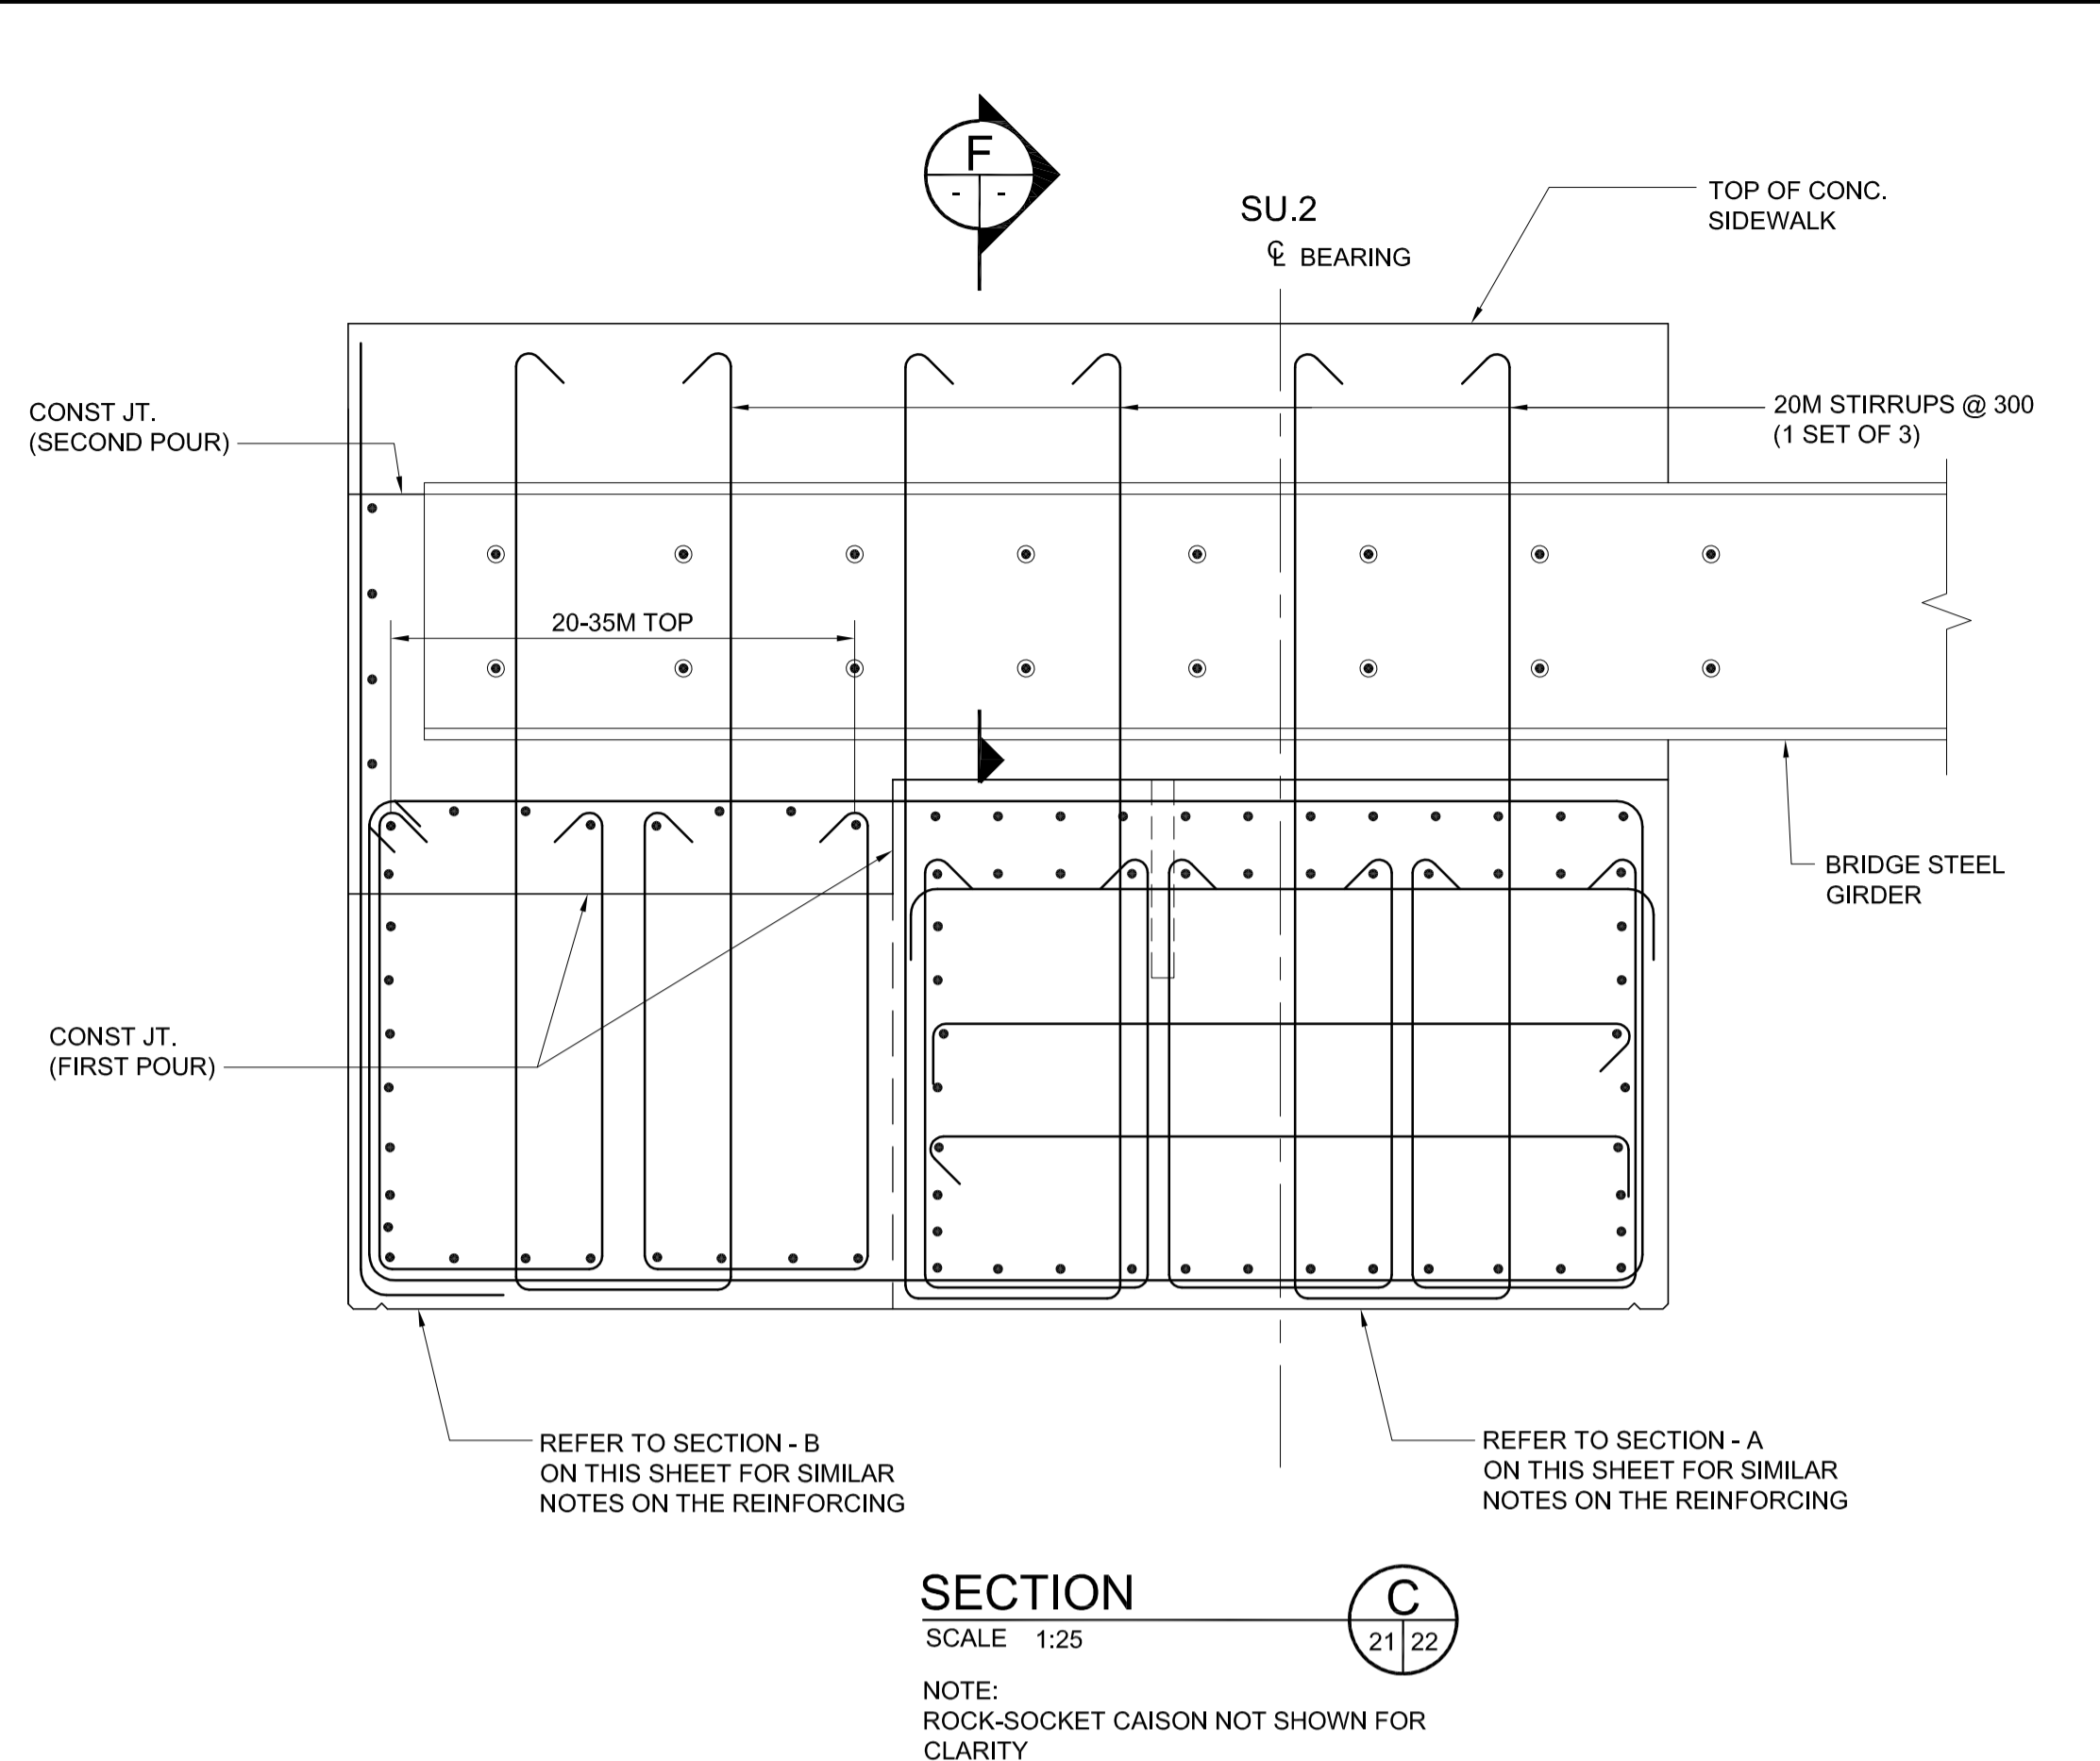 F
- -
SU.2
℄ BEARING
TOP OF CONC.
SIDEWALK
CONST JT.
(SECOND POUR)
20M STIRRUPS @ 300
(1 SET OF 3)
20-35M TOP
BRIDGE STEEL
GIRDER
CONST JT.
(FIRST POUR)
REFER TO SECTION - B
ON THIS SHEET FOR SIMILAR
NOTES ON THE REINFORCING
REFER TO SECTION - A
ON THIS SHEET FOR SIMILAR
NOTES ON THE REINFORCING
SECTION
SCALE 1:25
C
21 22
NOTE:
ROCK-SOCKET CAISON NOT SHOWN FOR
CLARITY